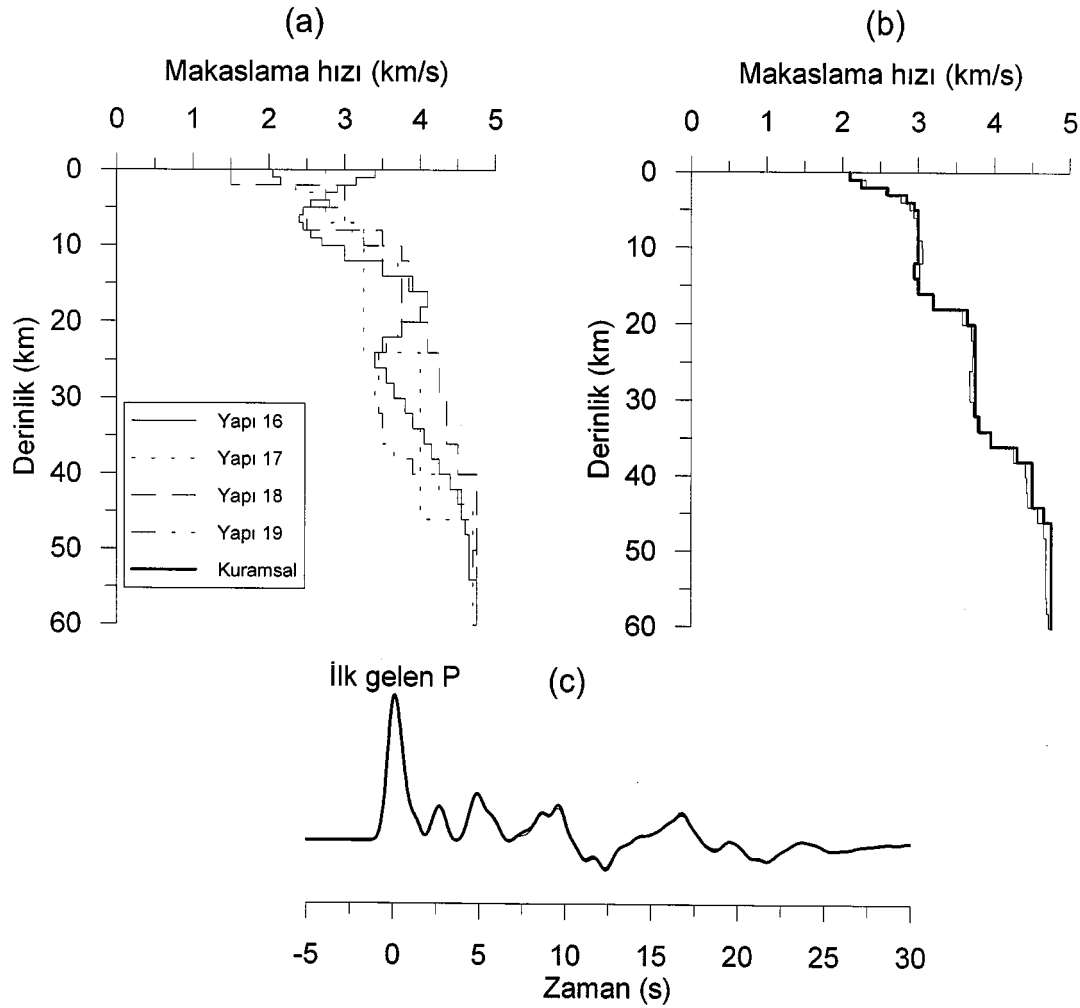 (a)
Makaslama hızı (km/s)
0 1 2 3 4 5
0
10
20
30
40
50
60
Derinlik (km)
Yapı 16
Yapı 17
Yapı 18
Yapı 19
Kuramsal
(b)
Makaslama hızı (km/s)
0 1 2 3 4 5
0
10
20
30
40
50
60
Derinlik (km)
(c)
İlk gelen P
-5 0 5 10 15 20 25 30
Zaman (s)